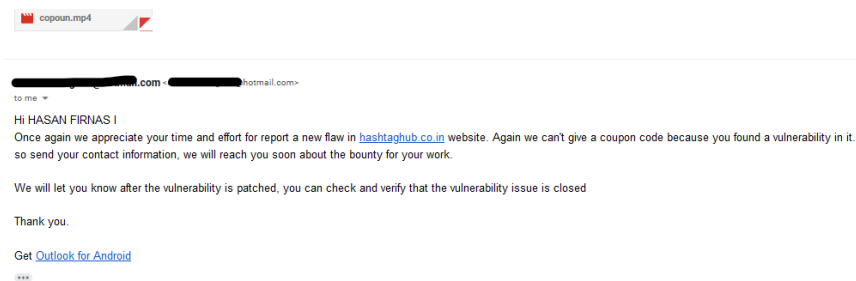 copoun.mp4
.com <hotmail.com>
to me
Hi HASAN FIRNAS I
Once again we appreciate your time and effort for report a new flaw in hashtaghub.co.in website. Again we can't give a coupon code because you found a vulnerability in it.
so send your contact information, we will reach you soon about the bounty for your work.
We will let you know after the vulnerability is patched, you can check and verify that the vulnerability issue is closed
Thank you.
Get Outlook for Android